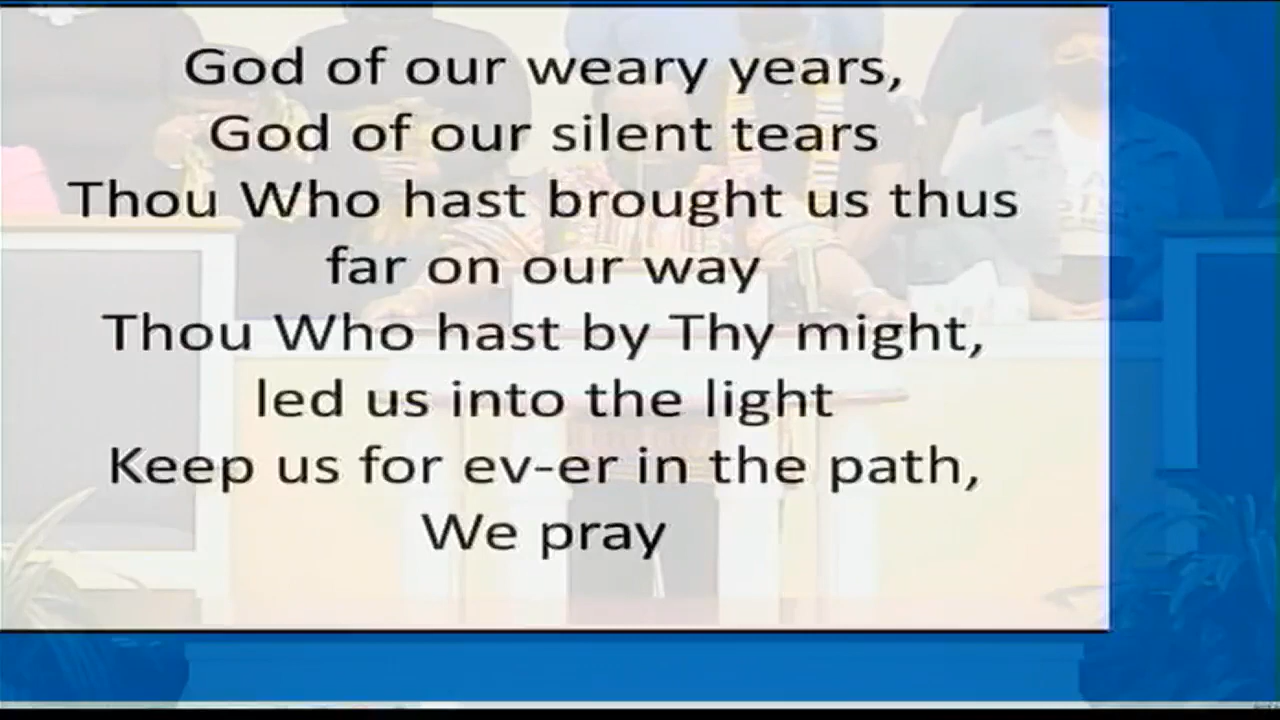 God of our weary years,
God of our silent tears
Thou Who hast brought us thus
far on our way
Thou Who hast by Thy might,
led us into the light
Keep us for ev-er in the path,
We pray